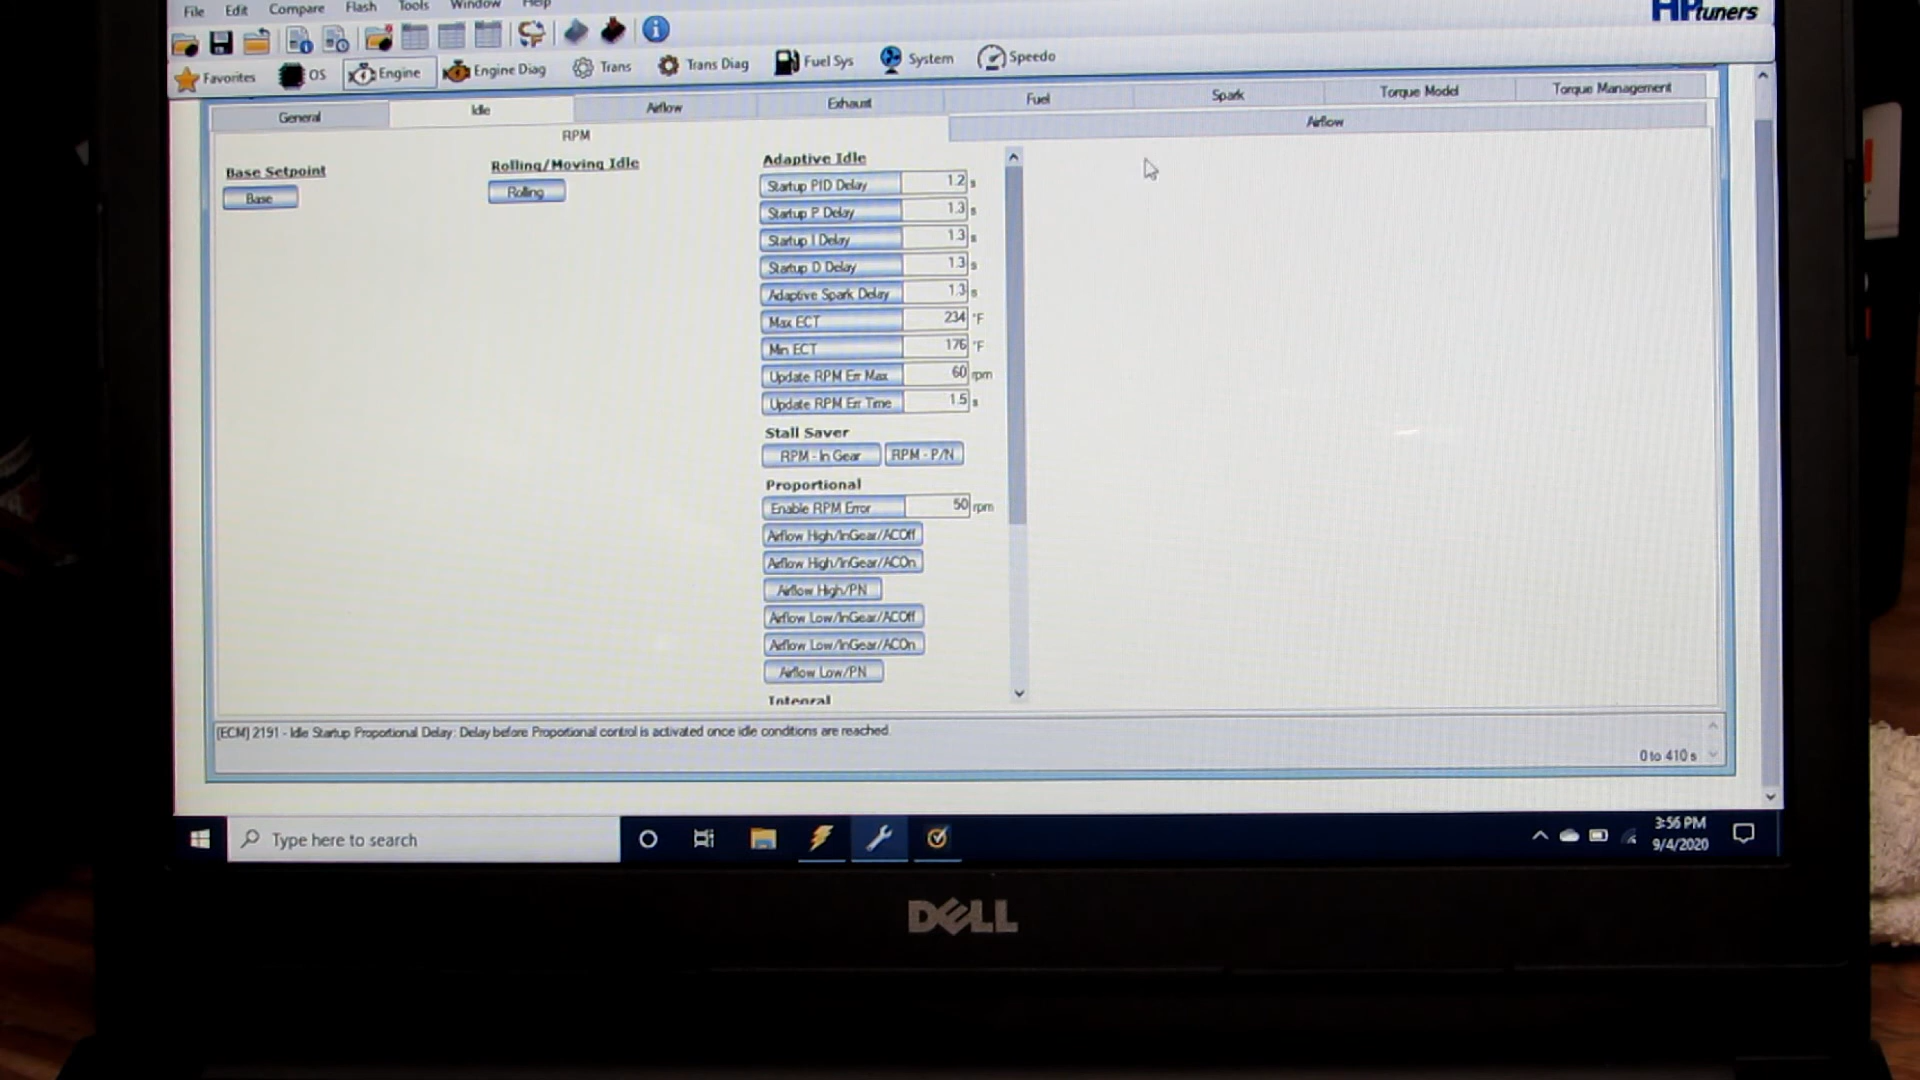 File Edit Compare Flash Tools Window Help
HPtuners
Favorites OS Engine Engine Diag Trans Trans Diag Fuel Sys System Speedo
General Idle Airflow Exhaust Fuel Spark Torque Model Torque Management
RPM Airflow
Base Setpoint
Base
Rolling/Moving Idle
Rolling
Adaptive Idle
Startup PID Delay 1.2 s
Startup P Delay 1.3 s
Startup I Delay 1.3 s
Startup D Delay 1.3 s
Adaptive Spark Delay 1.3 s
Max ECT 234 °F
Min ECT 176 °F
Update RPM Err Max 60 rpm
Update RPM Err Time 1.5 s
Stall Saver
RPM - In Gear RPM - P/N
Proportional
Enable RPM Error 50 rpm
Airflow High/InGear/ACOff
Airflow High/InGear/ACOn
Airflow High/PN
Airflow Low/InGear/ACOff
Airflow Low/InGear/ACOn
Airflow Low/PN
Integral
[ECM] 2191 - Idle Startup Proportional Delay: Delay before Proportional control is activated once idle conditions are reached.
0 to 410 s
Type here to search
3:56 PM
9/4/2020
DELL